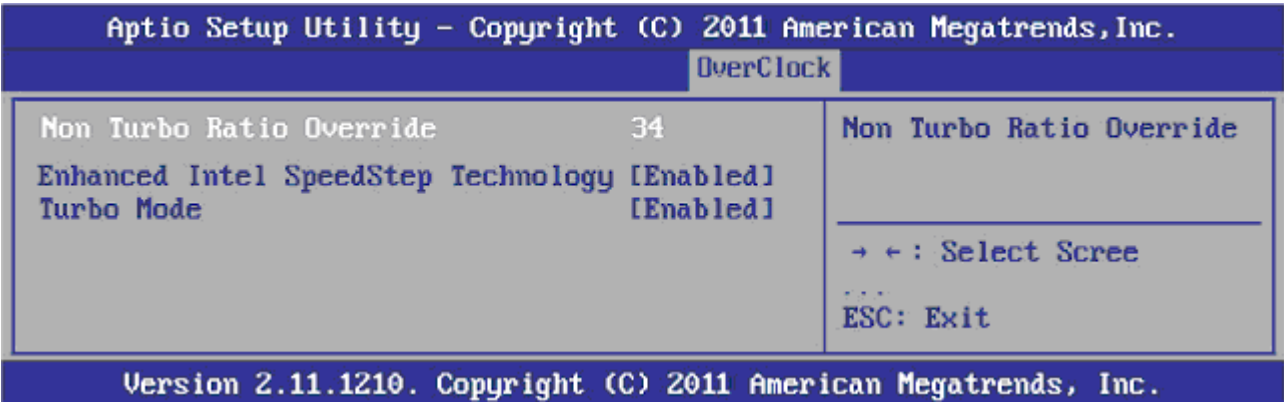 Aptio Setup Utility - Copyright (C) 2011 American Megatrends,Inc.
OverClock
Non Turbo Ratio Override 34
Enhanced Intel SpeedStep Technology [Enabled]
Turbo Mode [Enabled]
Non Turbo Ratio Override
→ ←: Select Scree
...
ESC: Exit
Version 2.11.1210. Copyright (C) 2011 American Megatrends, Inc.